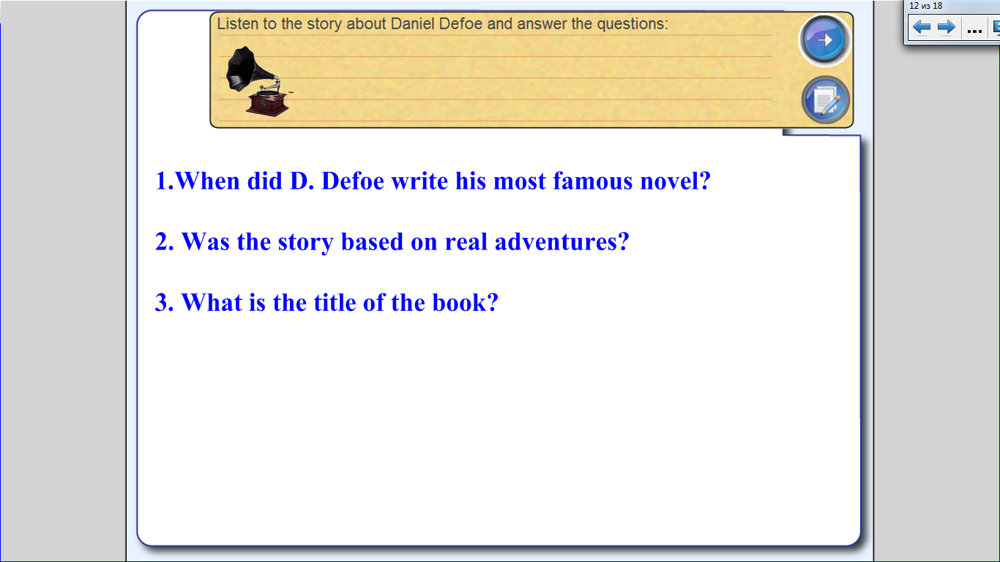 12 из 18
Listen to the story about Daniel Defoe and answer the questions:
...
1.When did D. Defoe write his most famous novel?
2. Was the story based on real adventures?
3. What is the title of the book?